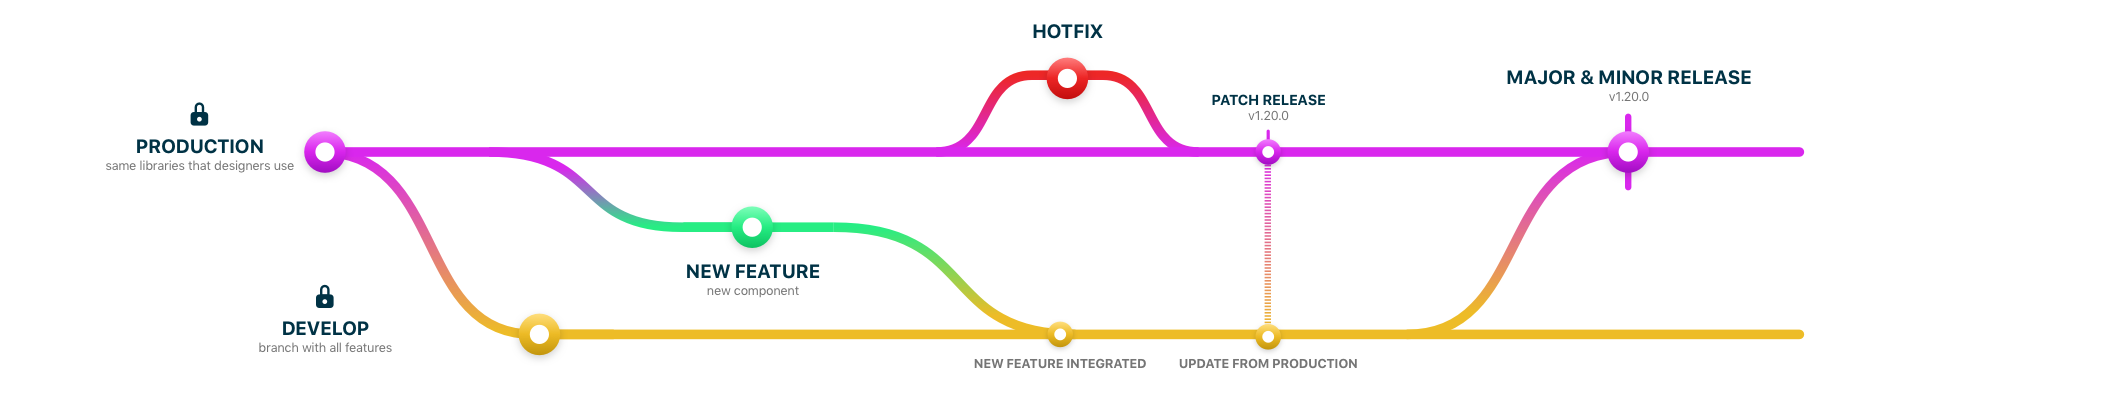 HOTFIX
MAJOR & MINOR RELEASE
v1.20.0
PATCH RELEASE
v1.20.0
PRODUCTION
same libraries that designers use
NEW FEATURE
new component
DEVELOP
branch with all features
NEW FEATURE INTEGRATED
UPDATE FROM PRODUCTION